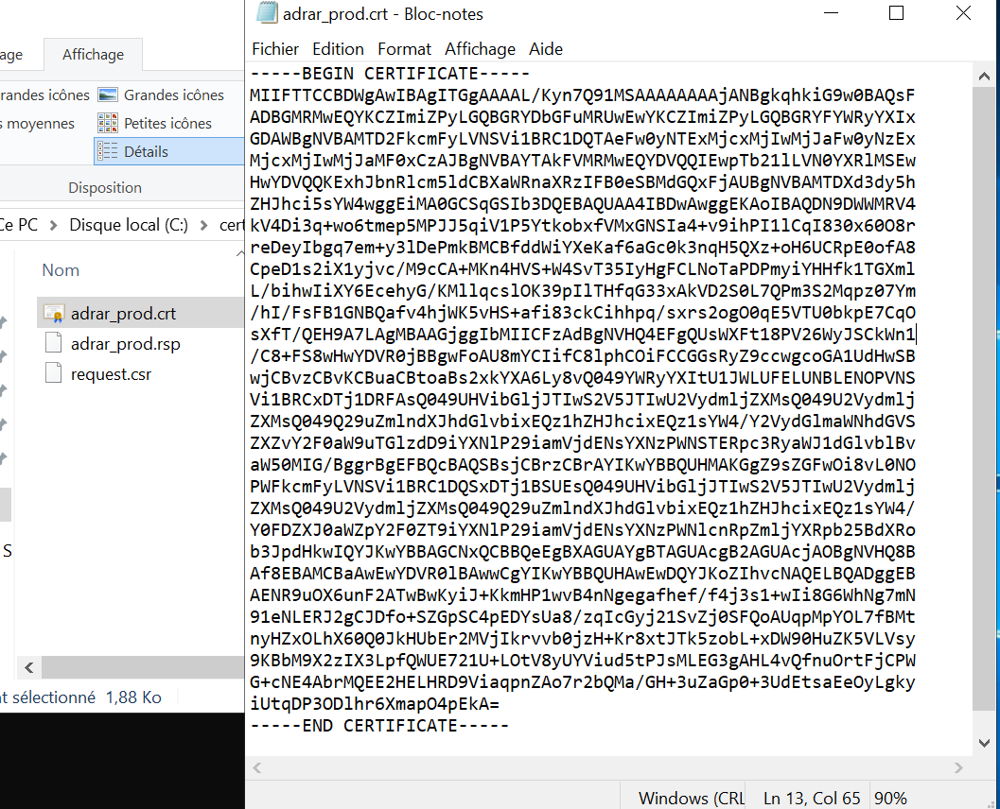 adrar_prod.crt - Bloc-notes
Fichier Edition Format Affichage Aide
age Affichage
randes icônes Grandes icônes
s moyennes Petites icônes
Détails
Disposition
Ce PC > Disque local (C:) > cert
Nom
adrar_prod.crt
adrar_prod.rsp
request.csr
S
t sélectionné 1,88 Ko
-----BEGIN CERTIFICATE-----
MIIFTTCCBDWgAwIBAgITGgAAAAL/Kyn7Q91MSAAAAAAAAjANBgkqhkiG9w0BAQsF
ADBGMRMwEQYKCZImiZPyLGQBGRYDbGFuMRUwEwYKCZImiZPyLGQBGRYFYWRyYXIx
GDAWBgNVBAMTD2FkcmFyLVNSVi1BRC1DQTAeFw0yNTExMjcxMjIwMjJaFw0yNzEx
MjcxMjIwMjJaMF0xCzAJBgNVBAYTAkFVMRMwEQYDVQQIEwpTb21lLVN0YXRlMSEw
HwYDVQQKExhJbnRlcm5ldCBXaWRnaXRzIFB0eSBMdGQxFjAUBgNVBAMTDXd3dy5h
ZHJhci5sYW4wggEiMA0GCSqGSIb3DQEBAQUAA4IBDwAwggEKAoIBAQDN9DWWMRV4
kV4Di3q+wo6tmep5MPJJ5qiV1P5YtkobxfVMxGNSIa4+v9ihPI1lCqI830x60O8r
reDeyIbgq7em+y3lDePmkBMCBfddWiYXeKaf6aGc0k3nqH5QXz+oH6UCRpE0ofA8
CpeD1s2iX1yjvc/M9cCA+MKn4HVS+W4SvT35IyHgFCLNoTaPDPmyiYHHfk1TGXml
L/bihwIiXY6EcehyG/KMllqcslOK39pIlTHfqG33xAkVD2S0L7QPm3S2Mqpz07Ym
/hI/FsFB1GNBQafv4hjWK5vHS+afi83ckCihhpq/sxrs2ogO0qE5VTU0bkpE7CqO
sXfT/QEH9A7LAgMBAAGjggIbMIICFzAdBgNVHQ4EFgQUsWXFt18PV26WyJSCkWn1
/C8+FS8wHwYDVR0jBBgwFoAU8mYCIifC8lphCOiFCCGGsRyZ9ccwgcoGA1UdHwSB
wjCBvzCBvKCBuaCBtoaBs2xkYXA6Ly8vQ049YWRyYXItU1JWLUFELUNBLENOPVNS
Vi1BRCxDTj1DRFAsQ049UHVibGljJTIwS2V5JTIwU2VydmljZXMsQ049U2Vydmlj
ZXMsQ049Q29uZmlndXJhdGlvbixEQz1hZHJhcixEQz1sYW4/Y2VydGlmaWNhdGVS
ZXZvY2F0aW9uTGlzdD9iYXNlP29iamVjdENsYXNzPWNSTERpc3RyaWJ1dGlvblBv
aW50MIG/BggrBgEFBQcBAQSBsjCBrzCBrAYIKwYBBQUHMAKGgZ9sZGFwOi8vL0NO
PWFkcmFyLVNSVi1BRC1DQSxDTj1BSUEsQ049UHVibGljJTIwS2V5JTIwU2Vydmlj
ZXMsQ049U2VydmljZXMsQ049Q29uZmlndXJhdGlvbixEQz1hZHJhcixEQz1sYW4/
Y0FDZXJ0aWZpY2F0ZT9iYXNlP29iamVjdENsYXNzPWNlcnRpZmljYXRpb25BdXRo
b3JpdHkwIQYJKwYBBAGCNxQCBBQeEgBXAGUAYgBTAGUAcgB2AGUAcjAOBgNVHQ8B
Af8EBAMCBaAwEwYDVR0lBAwwCgYIKwYBBQUHAwEwDQYJKoZIhvcNAQELBQADggEB
AENR9uOX6unF2ATwBwKyiJ+KkmHP1wvB4nNgegafhef/f4j3s1+wIi8G6WhNg7mN
91eNLERJ2gCJDfo+SZGpSC4pEDYsUa8/zqIcGyj21SvZj0SFQoAUqpMpYOL7fBMt
nyHZxOLhX60Q0JkHUbEr2MVjIkrvvb0jzH+Kr8xtJTk5zobL+xDW90HuZK5VLVsy
9KBbM9X2zIX3LpfQWUE721U+LOtV8yUYViud5tPJsMLEG3gAHL4vQfnuOrtFjCPW
G+cNE4AbrMQEE2HELHRD9ViaqpnZAo7r2bQMa/GH+3uZaGp0+3UdEtsaEeOyLgky
iUtqDP3ODlhr6XmapO4pEkA=
-----END CERTIFICATE-----
Windows (CRL Ln 13, Col 65 90%